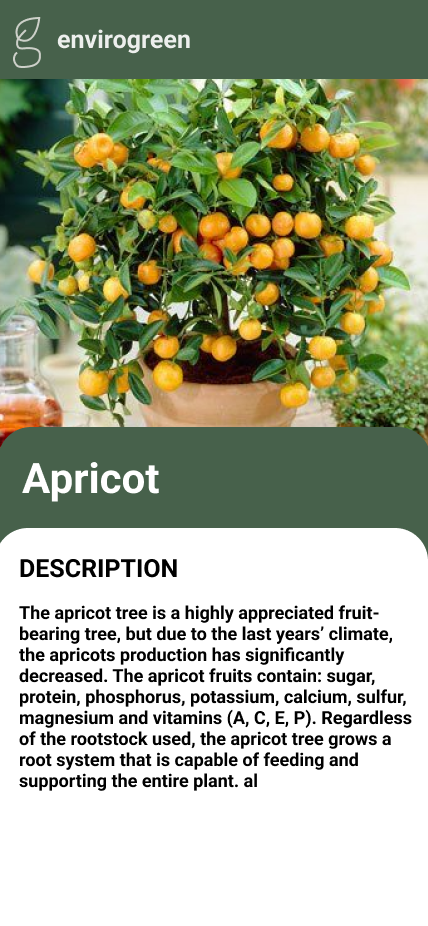 envirogreen
Apricot
DESCRIPTION
The apricot tree is a highly appreciated fruit-
bearing tree, but due to the last years’ climate,
the apricots production has significantly
decreased. The apricot fruits contain: sugar,
protein, phosphorus, potassium, calcium, sulfur,
magnesium and vitamins (A, C, E, P). Regardless
of the rootstock used, the apricot tree grows a
root system that is capable of feeding and
supporting the entire plant. al